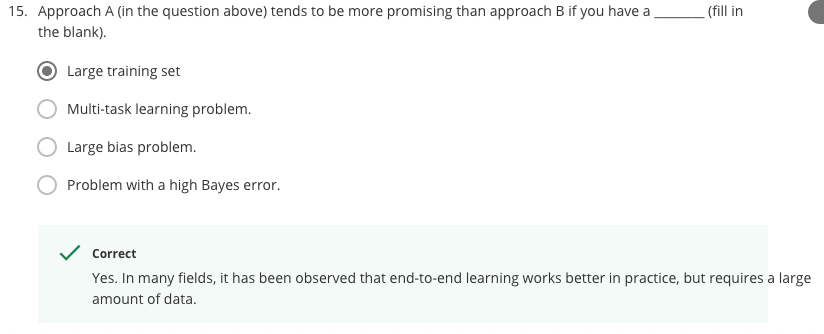 15. Approach A (in the question above) tends to be more promising than approach B if you have a _______ (fill in
the blank).
Large training set
Multi-task learning problem.
Large bias problem.
Problem with a high Bayes error.
Correct
Yes. In many fields, it has been observed that end-to-end learning works better in practice, but requires a large
amount of data.